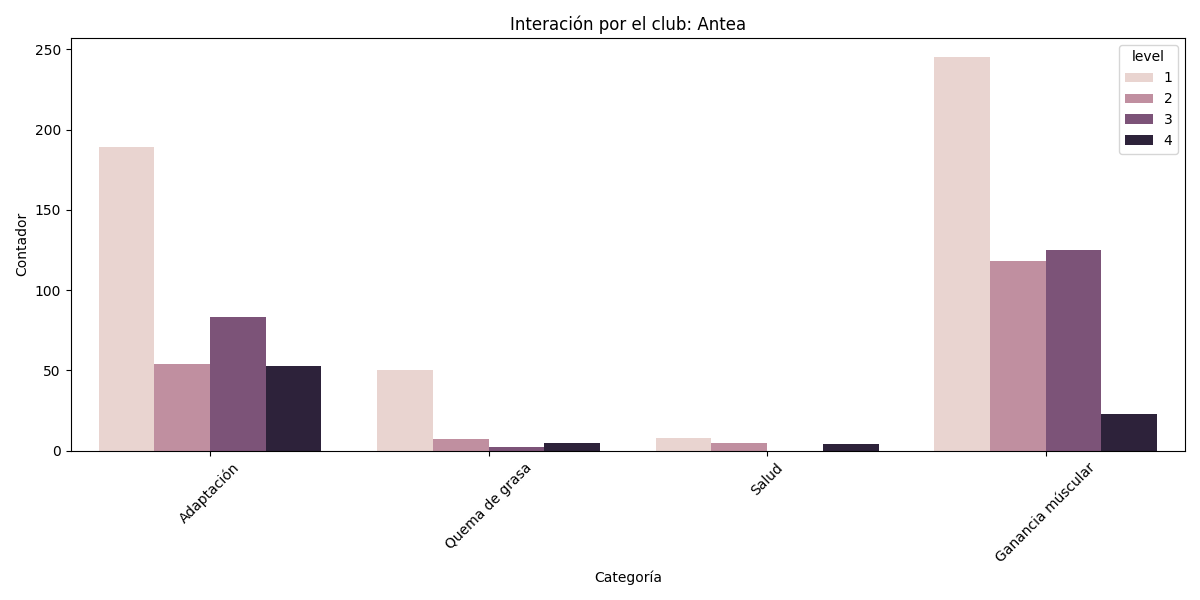 Interación por el club: Antea
level
1
2
3
4
250
200
150
100
50
0
Contador
Adaptación
Quema de grasa
Salud
Ganancia múscular
Categoría